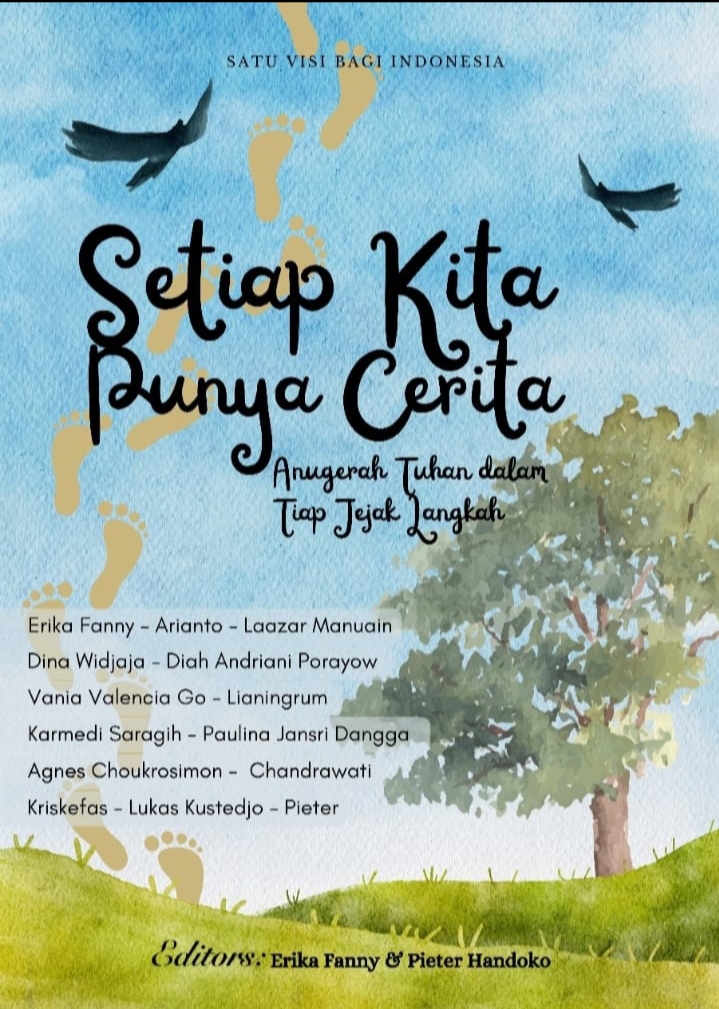 SATU VISI BAGI INDONESIA
Setiap Kita
Punya Cerita
Anugerah Tuhan dalam
Tiap Jejak Langkah
Erika Fanny - Arianto - Laazar Manuain
Dina Widjaja - Diah Andriani Porayow
Vania Valencia Go - Lianingrum
Karmedi Saragih - Paulina Jansri Dangga
Agnes Choukrosimon - Chandrawati
Kriskefas - Lukas Kustedjo - Pieter
Editors: Erika Fanny & Pieter Handoko